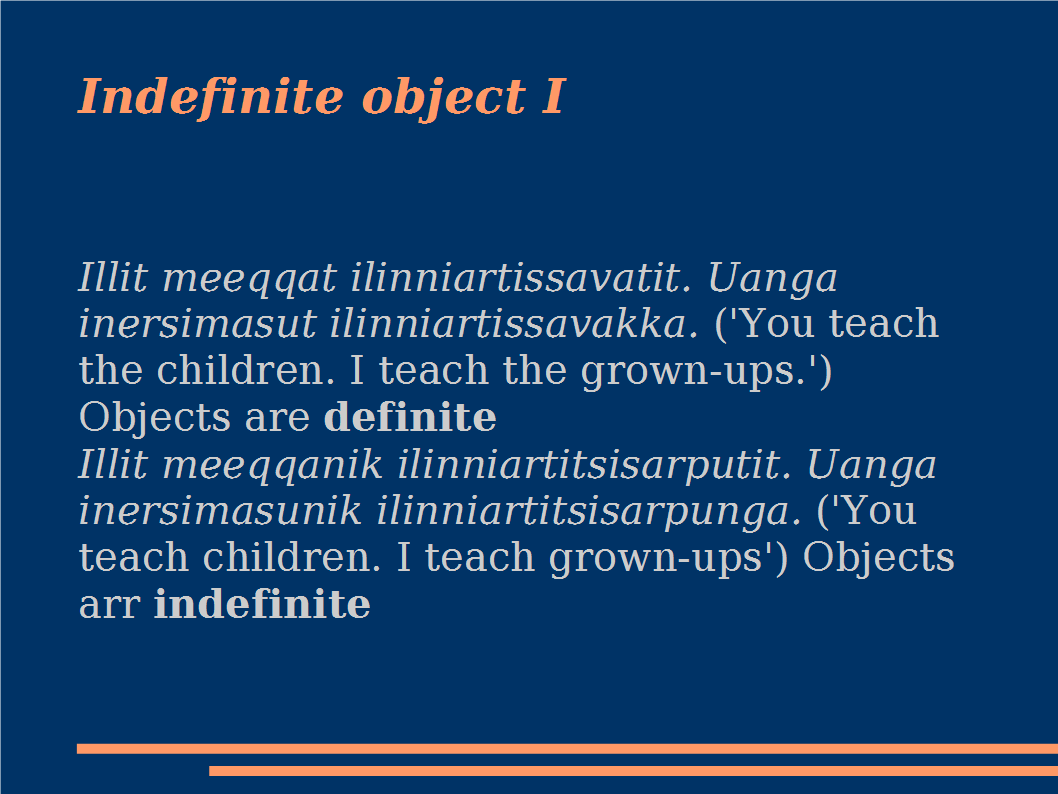 Indefinite object I
Illit meeqqat ilinniartissavatit. Uanga
inersimasut ilinniartissavakka. ('You teach
the children. I teach the grown-ups.')
Objects are definite
Illit meeqqanik ilinniartitsisarputit. Uanga
inersimasunik ilinniartitsisarpunga. ('You
teach children. I teach grown-ups') Objects
arr indefinite